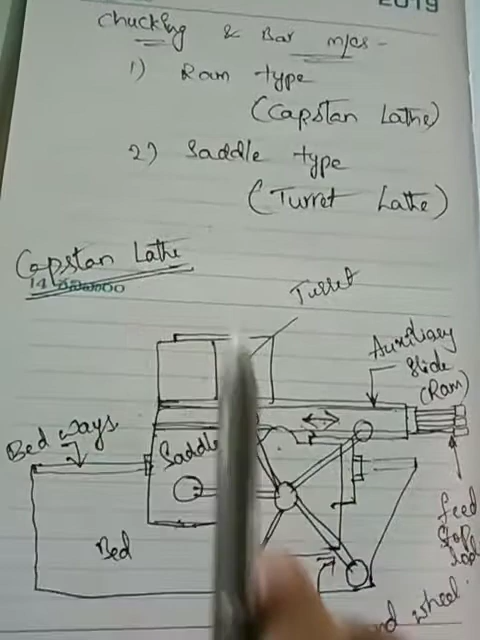 2019
Chucking & Bar m/cs -
1) Ram type
(Capstan Lathe)
2) Saddle type
(Turret Lathe)
Capstan Lathe
Turret
Auxiliary
slide
(Ram)
Bed ways
Saddle
Bed
feed
stop
rod
wheel.